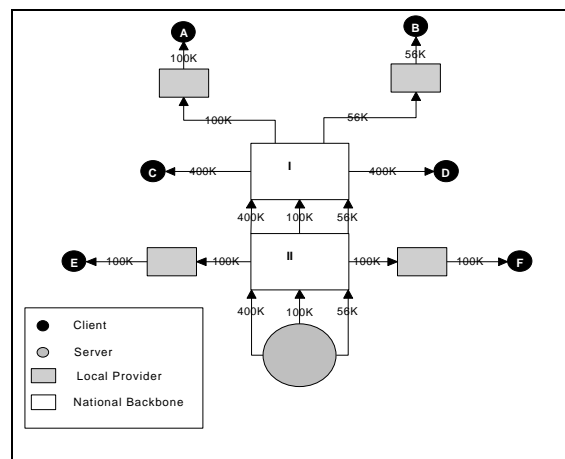 A
B
100K
56K
100K
56K
I
C
400K
400K
D
400K
100K
56K
II
E
100K
100K
100K
100K
F
400K
100K
56K
Client
Server
Local Provider
National Backbone